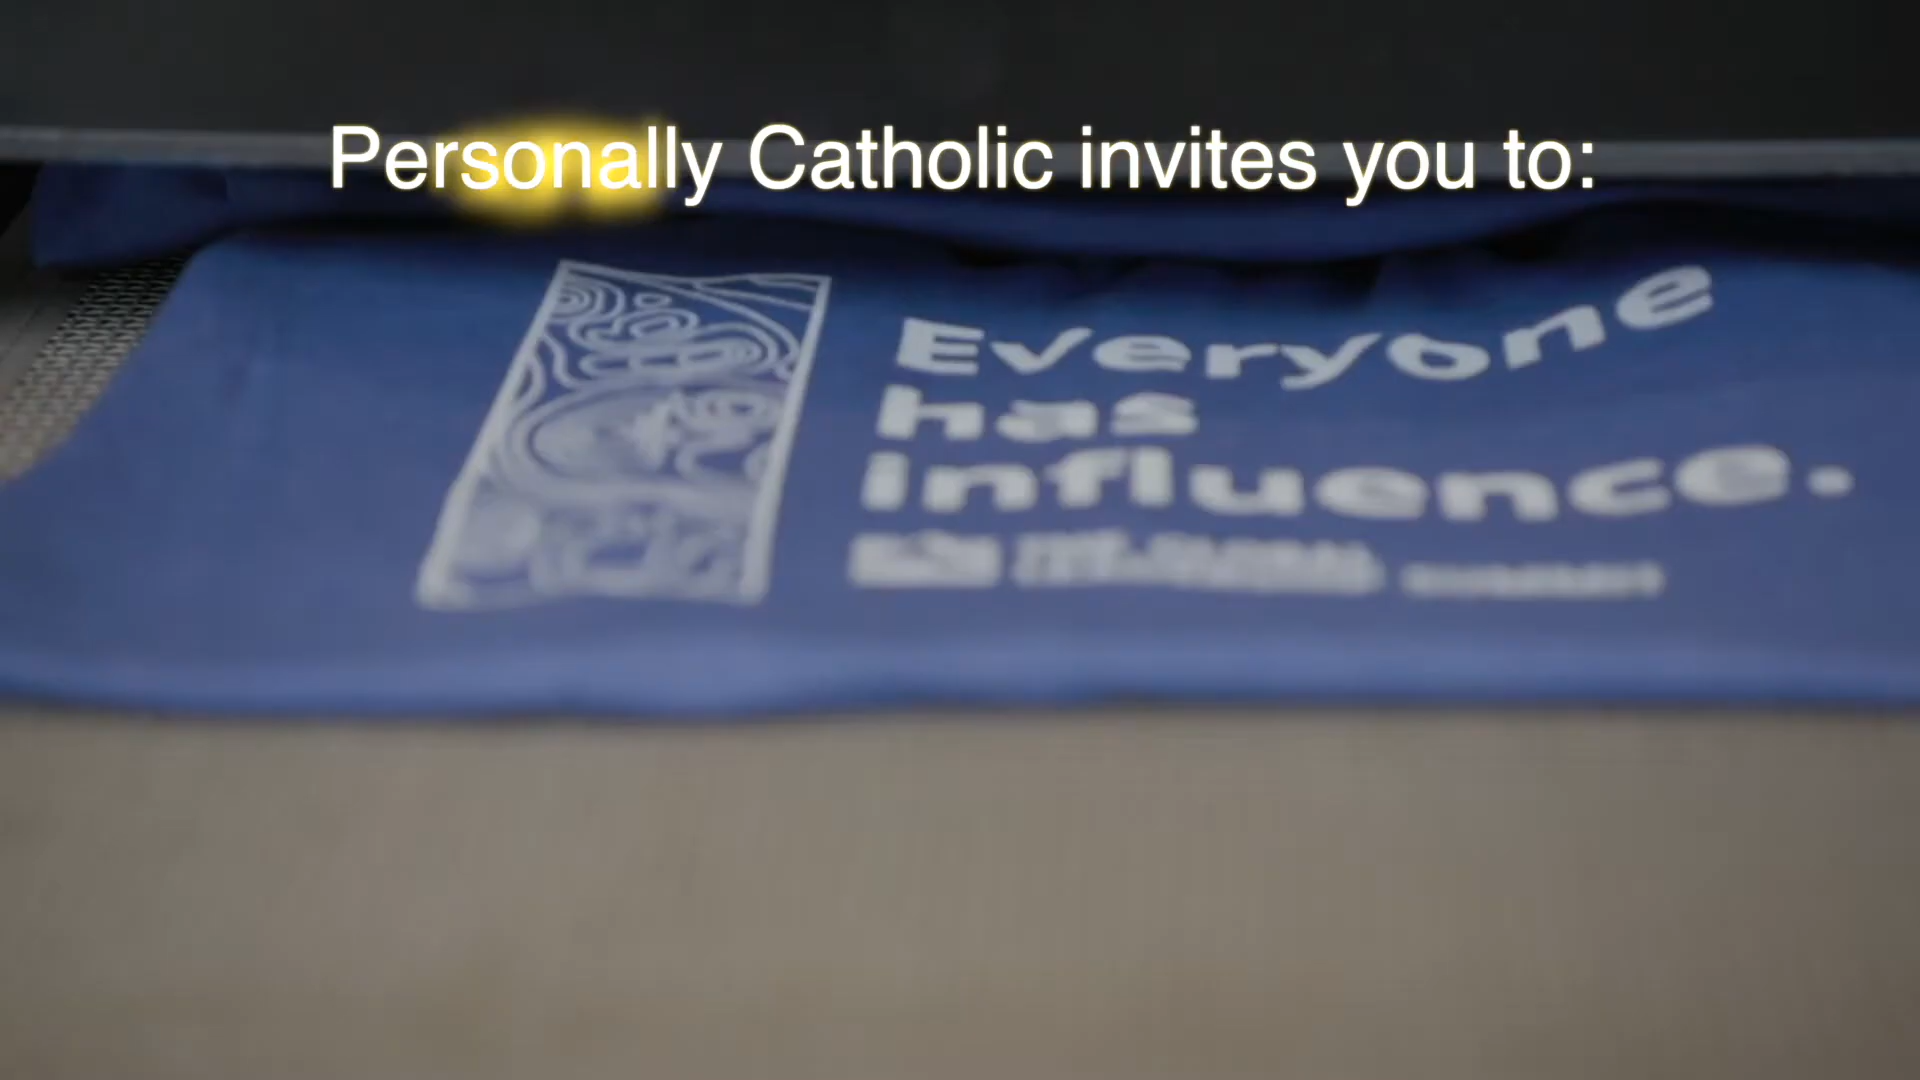 Personally Catholic invites you to:
Everyone
has
influence.